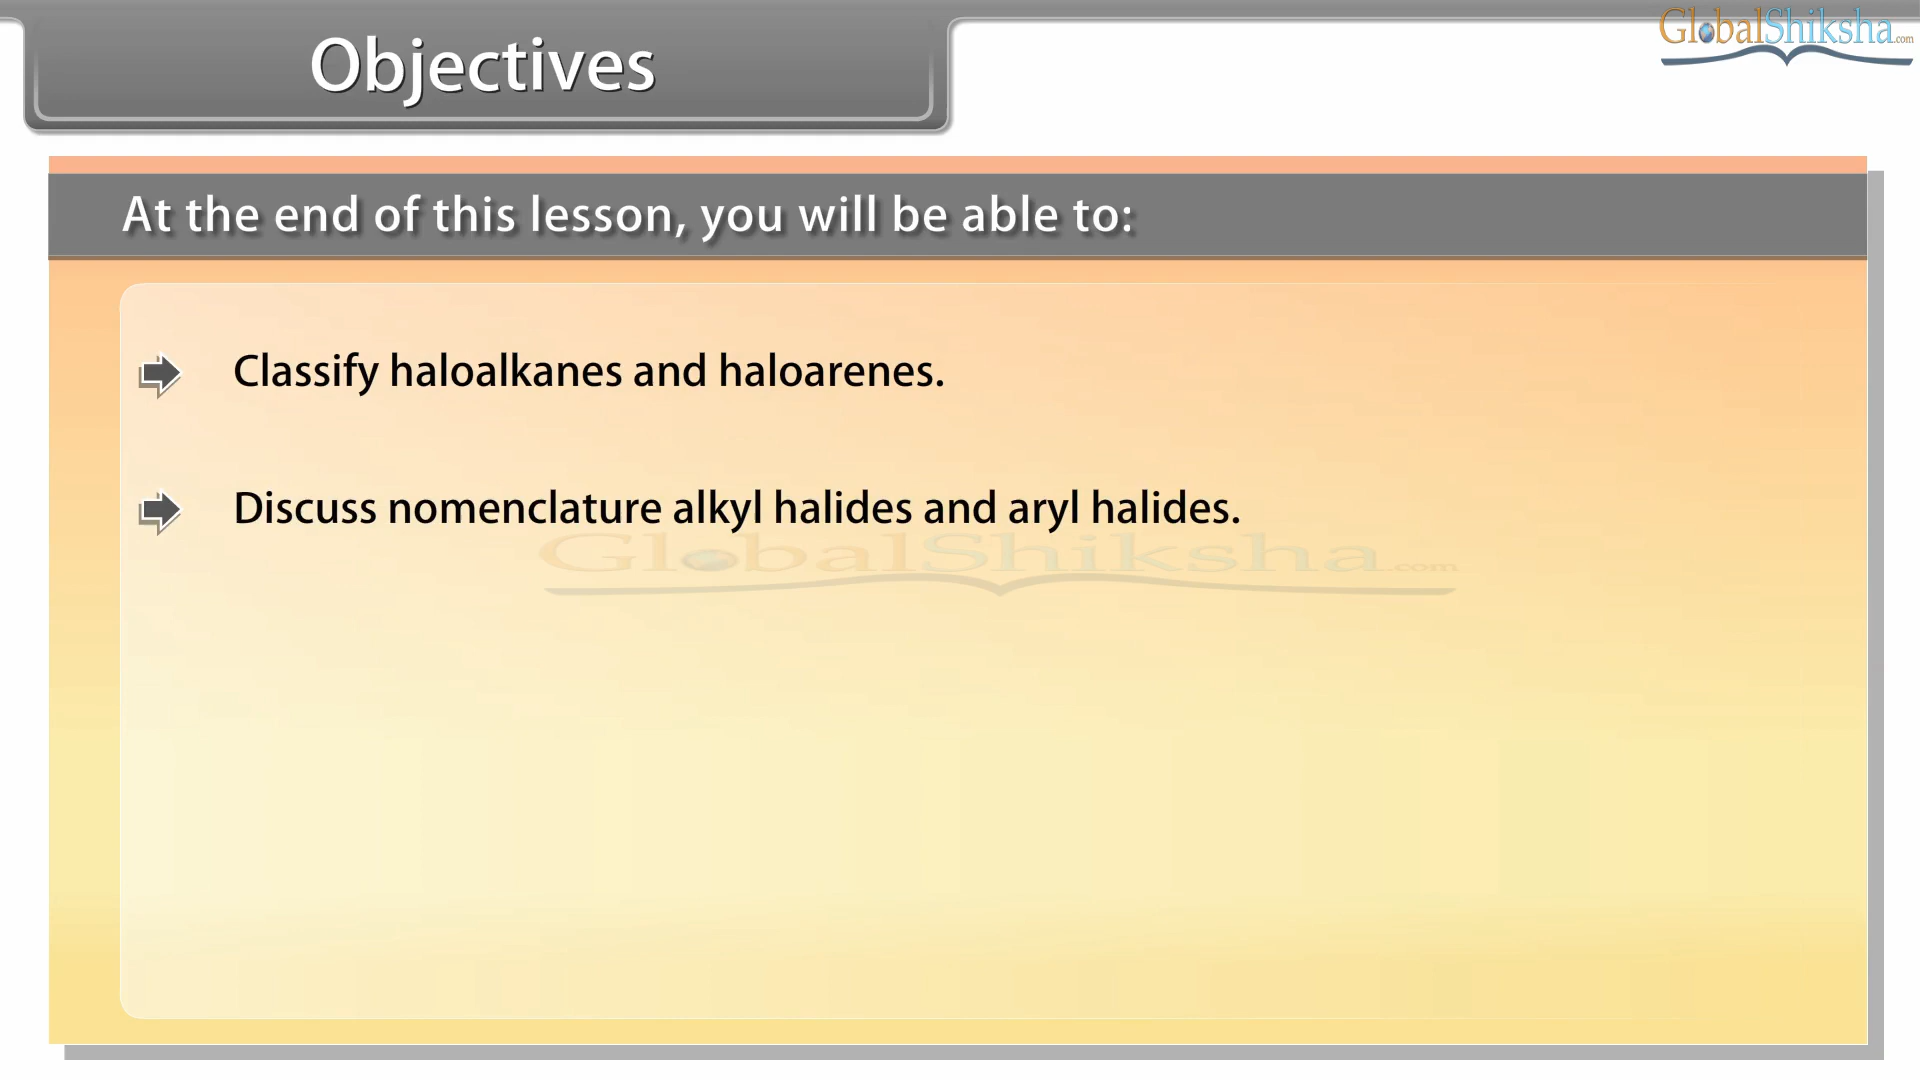 Objectives
GlobalShiksha.com
At the end of this lesson, you will be able to:
Classify haloalkanes and haloarenes.
Discuss nomenclature alkyl halides and aryl halides.
GlobalShiksha.com